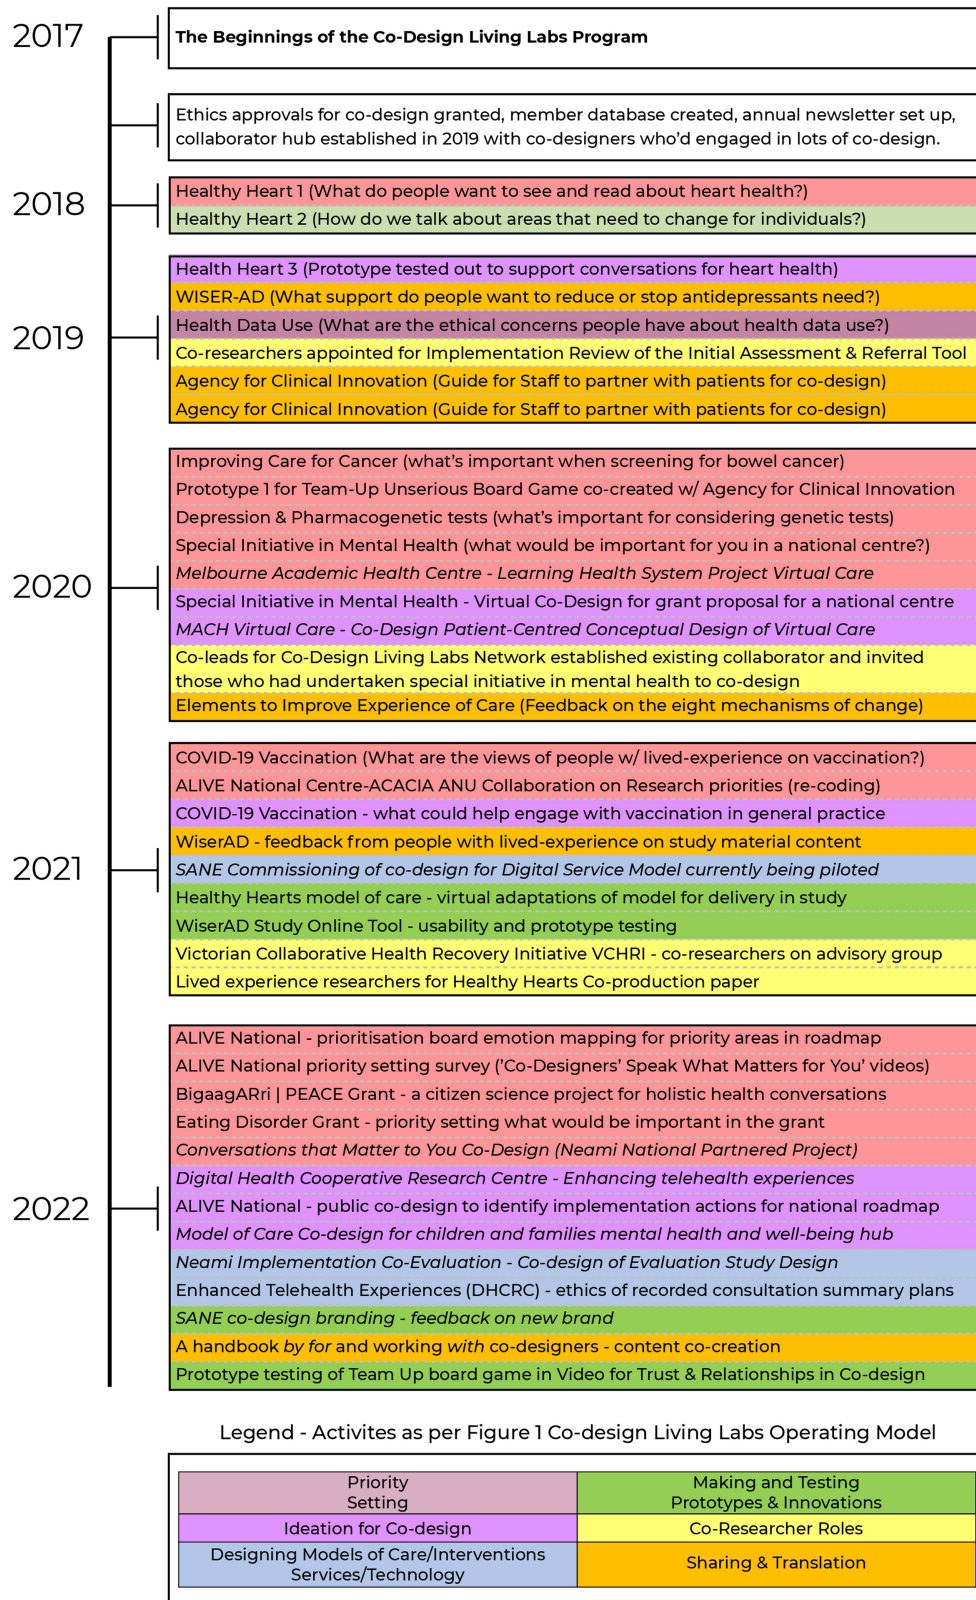 2017
The Beginnings of the Co-Design Living Labs Program
Ethics approvals for co-design granted, member database created, annual newsletter set up,
collaborator hub established in 2019 with co-designers who'd engaged in lots of co-design.
2018
Healthy Heart 1 (What do people want to see and read about heart health?)
Healthy Heart 2 (How do we talk about areas that need to change for individuals?)
2019
Health Heart 3 (Prototype tested out to support conversations for heart health)
WISER-AD (What support do people want to reduce or stop antidepressants need?)
Health Data Use (What are the ethical concerns people have about health data use?)
Co-researchers appointed for Implementation Review of the Initial Assessment & Referral Tool
Agency for Clinical Innovation (Guide for Staff to partner with patients for co-design)
Agency for Clinical Innovation (Guide for Staff to partner with patients for co-design)
2020
Improving Care for Cancer (what's important when screening for bowel cancer)
Prototype 1 for Team-Up Unserious Board Game co-created w/ Agency for Clinical Innovation
Depression & Pharmacogenetic tests (what's important for considering genetic tests)
Special Initiative in Mental Health (what would be important for you in a national centre?)
Melbourne Academic Health Centre - Learning Health System Project Virtual Care
Special Initiative in Mental Health - Virtual Co-Design for grant proposal for a national centre
MACH Virtual Care - Co-Design Patient-Centred Conceptual Design of Virtual Care
Co-leads for Co-Design Living Labs Network established existing collaborator and invited
those who had undertaken special initiative in mental health to co-design
Elements to Improve Experience of Care (Feedback on the eight mechanisms of change)
2021
COVID-19 Vaccination (What are the views of people w/ lived-experience on vaccination?)
ALIVE National Centre-ACACIA ANU Collaboration on Research priorities (re-coding)
COVID-19 Vaccination - what could help engage with vaccination in general practice
WiserAD - feedback from people with lived-experience on study material content
SANE Commissioning of co-design for Digital Service Model currently being piloted
Healthy Hearts model of care - virtual adaptations of model for delivery in study
WiserAD Study Online Tool - usability and prototype testing
Victorian Collaborative Health Recovery Initiative VCHRI - co-researchers on advisory group
Lived experience researchers for Healthy Hearts Co-production paper
2022
ALIVE National - prioritisation board emotion mapping for priority areas in roadmap
ALIVE National priority setting survey ('Co-Designers' Speak What Matters for You' videos)
BigaagARri | PEACE Grant - a citizen science project for holistic health conversations
Eating Disorder Grant - priority setting what would be important in the grant
Conversations that Matter to You Co-Design (Neami National Partnered Project)
Digital Health Cooperative Research Centre - Enhancing telehealth experiences
ALIVE National - public co-design to identify implementation actions for national roadmap
Model of Care Co-design for children and families mental health and well-being hub
Neami Implementation Co-Evaluation - Co-design of Evaluation Study Design
Enhanced Telehealth Experiences (DHCRC) - ethics of recorded consultation summary plans
SANE co-design branding - feedback on new brand
A handbook by for and working with co-designers - content co-creation
Prototype testing of Team Up board game in Video for Trust & Relationships in Co-design
Legend - Activites as per Figure 1 Co-design Living Labs Operating Model
Priority
Setting
Making and Testing
Prototypes & Innovations
Ideation for Co-design
Co-Researcher Roles
Designing Models of Care/Interventions
Services/Technology
Sharing & Translation